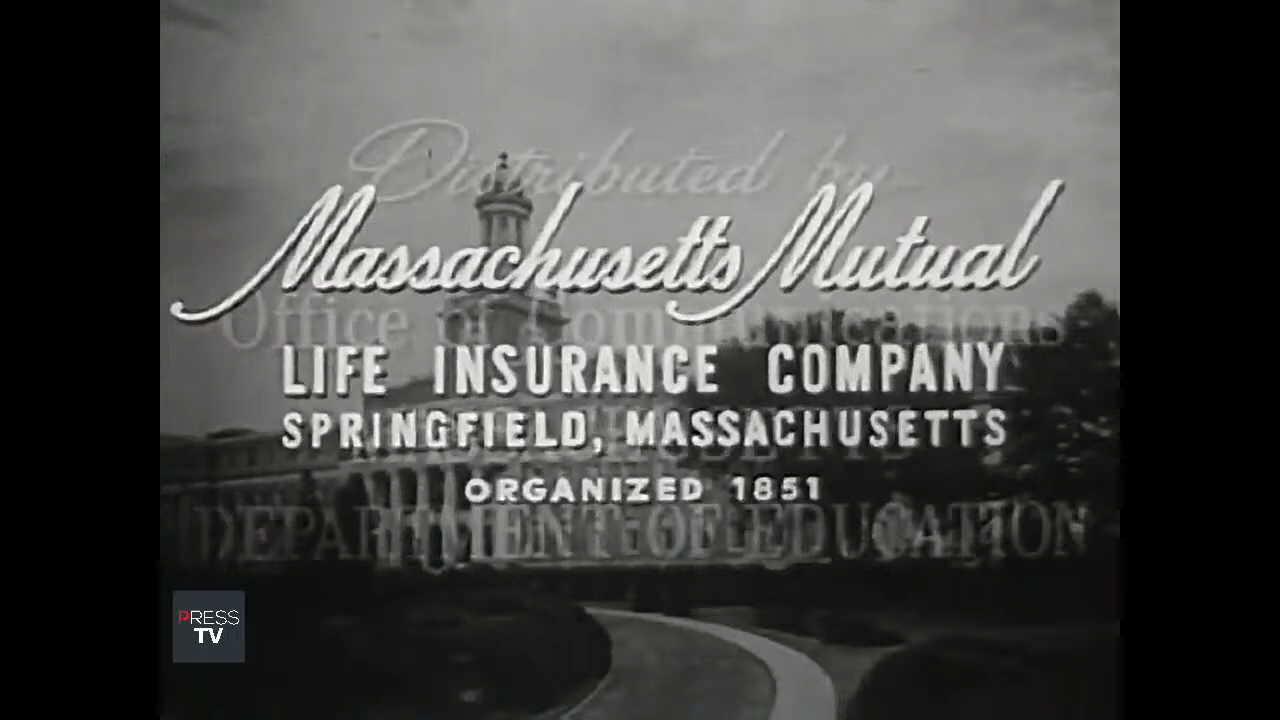 Distributed by-
Massachusetts Mutual
Office of Communications
LIFE INSURANCE COMPANY
SPRINGFIELD, MASSACHUSETTS
MASSACHUSETTS
ORGANIZED 1851
DEPARTMENT OF EDUCATION
PRESS
TV